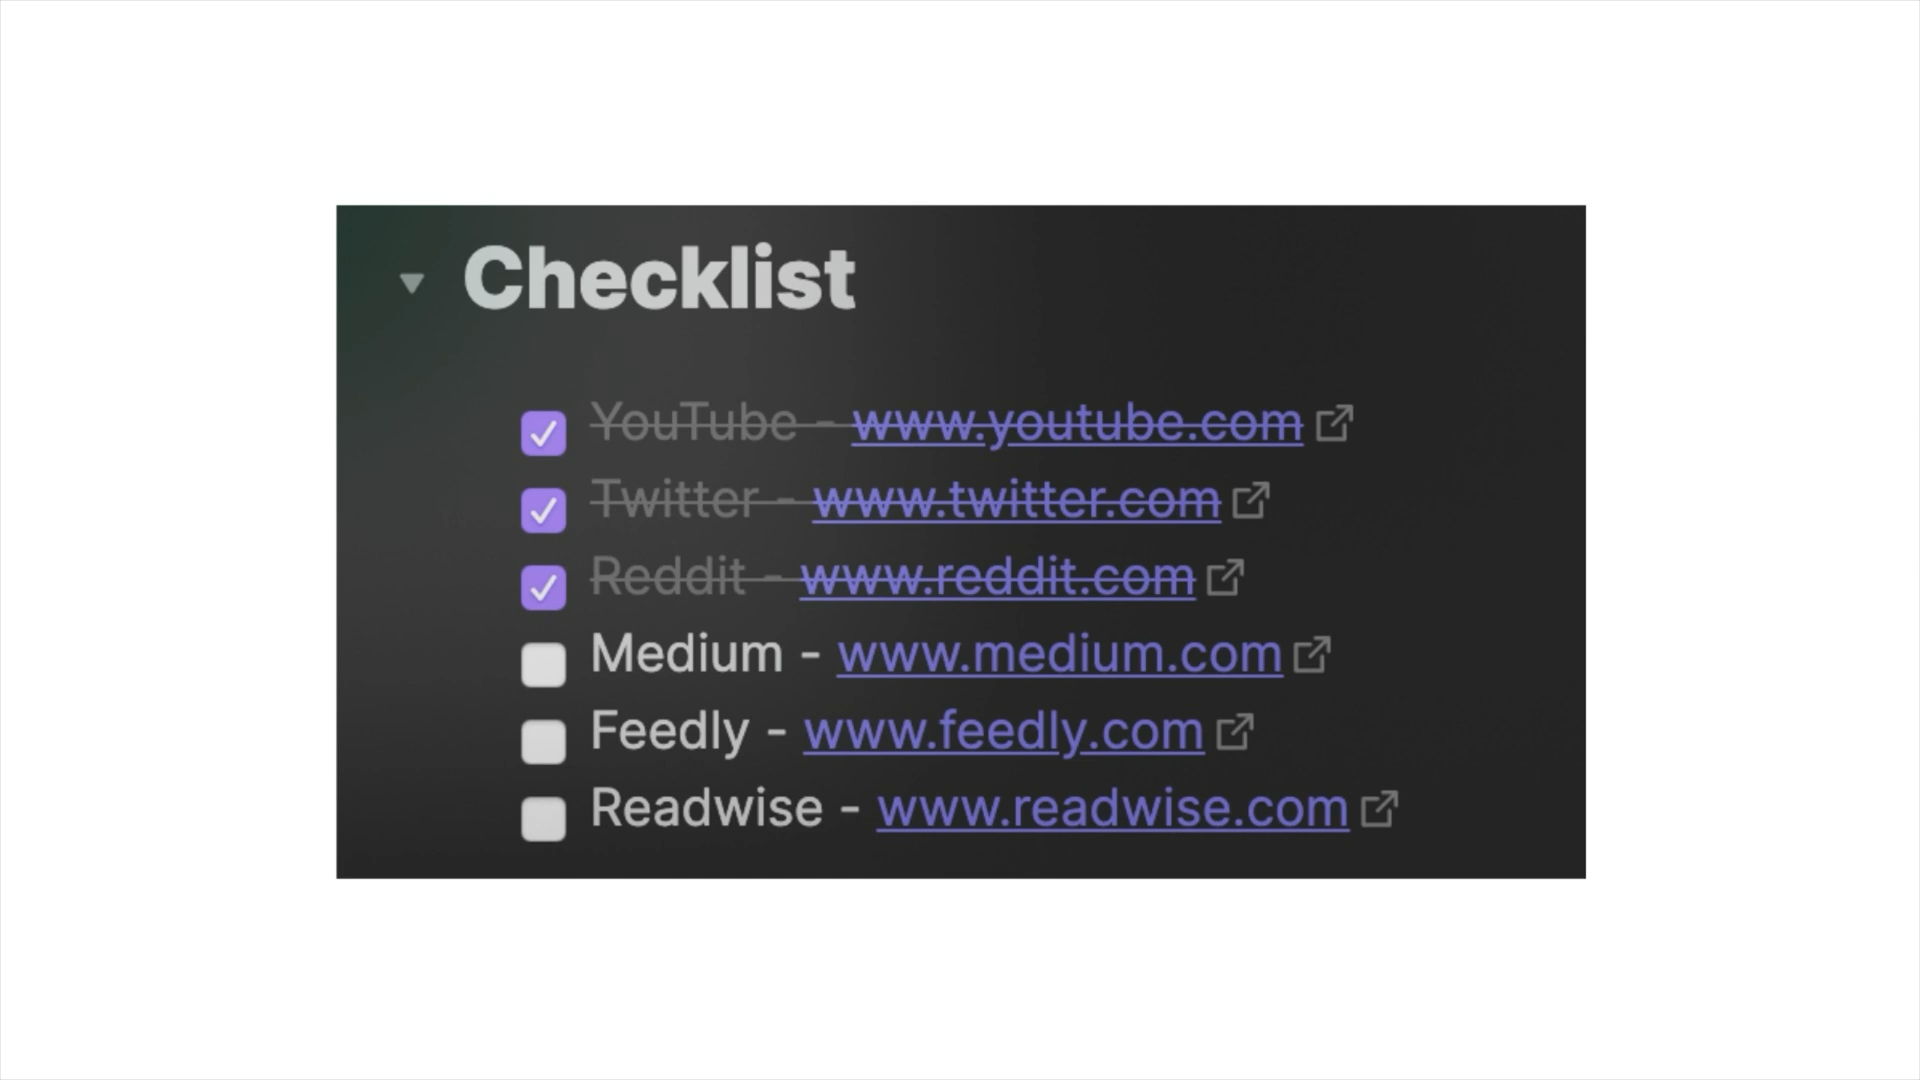 Checklist
YouTube - www.youtube.com
Twitter - www.twitter.com
Reddit - www.reddit.com
Medium - www.medium.com
Feedly - www.feedly.com
Readwise - www.readwise.com